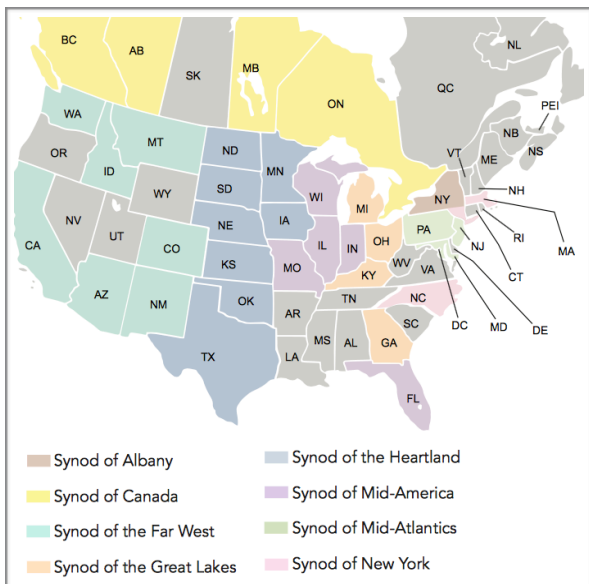 NL
BC
AB
SK
MB
ON
QC
PEI
NB
NS
WA
MT
ND
MN
VT
ME
OR
ID
SD
WI
MI
NY
NH
WY
NE
IA
PA
NJ
RI
MA
NV
UT
CO
IL
IN
OH
CT
CA
KS
MO
KY
WV
VA
AZ
NM
OK
TN
NC
DC
MD
DE
AR
SC
TX
LA
MS
AL
GA
FL
Synod of Albany
Synod of Canada
Synod of the Far West
Synod of the Great Lakes
Synod of the Heartland
Synod of Mid-America
Synod of Mid-Atlantics
Synod of New York